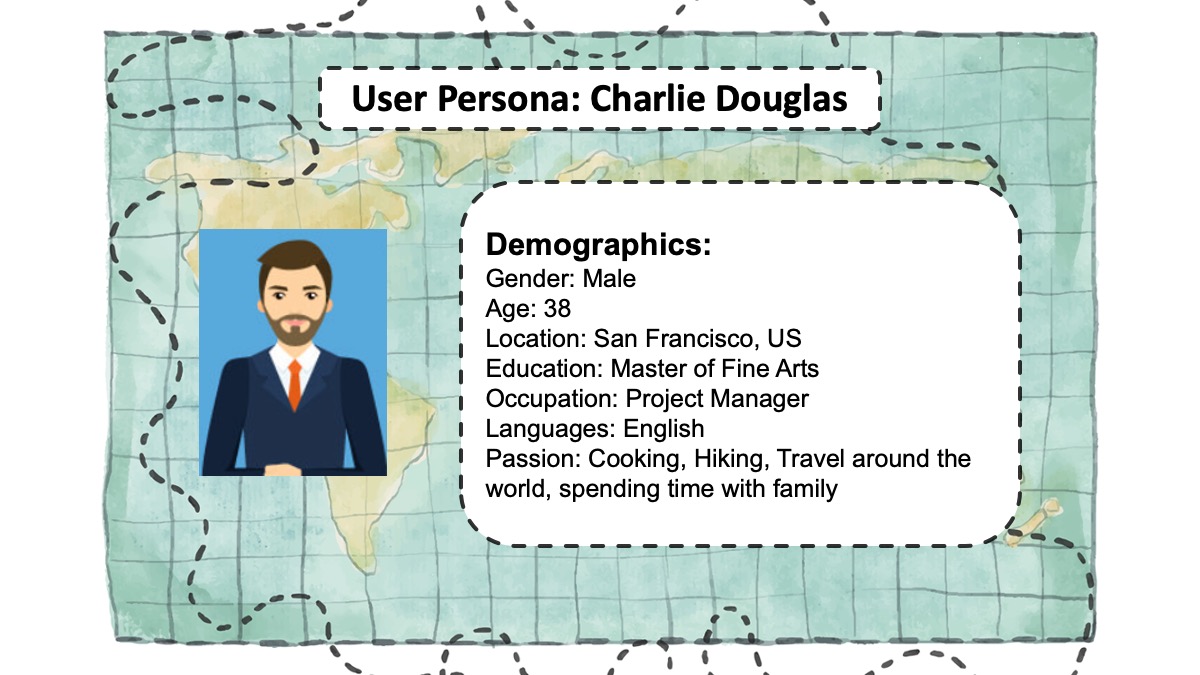 User Persona: Charlie Douglas
Demographics:
Gender: Male
Age: 38
Location: San Francisco, US
Education: Master of Fine Arts
Occupation: Project Manager
Languages: English
Passion: Cooking, Hiking, Travel around the
world, spending time with family